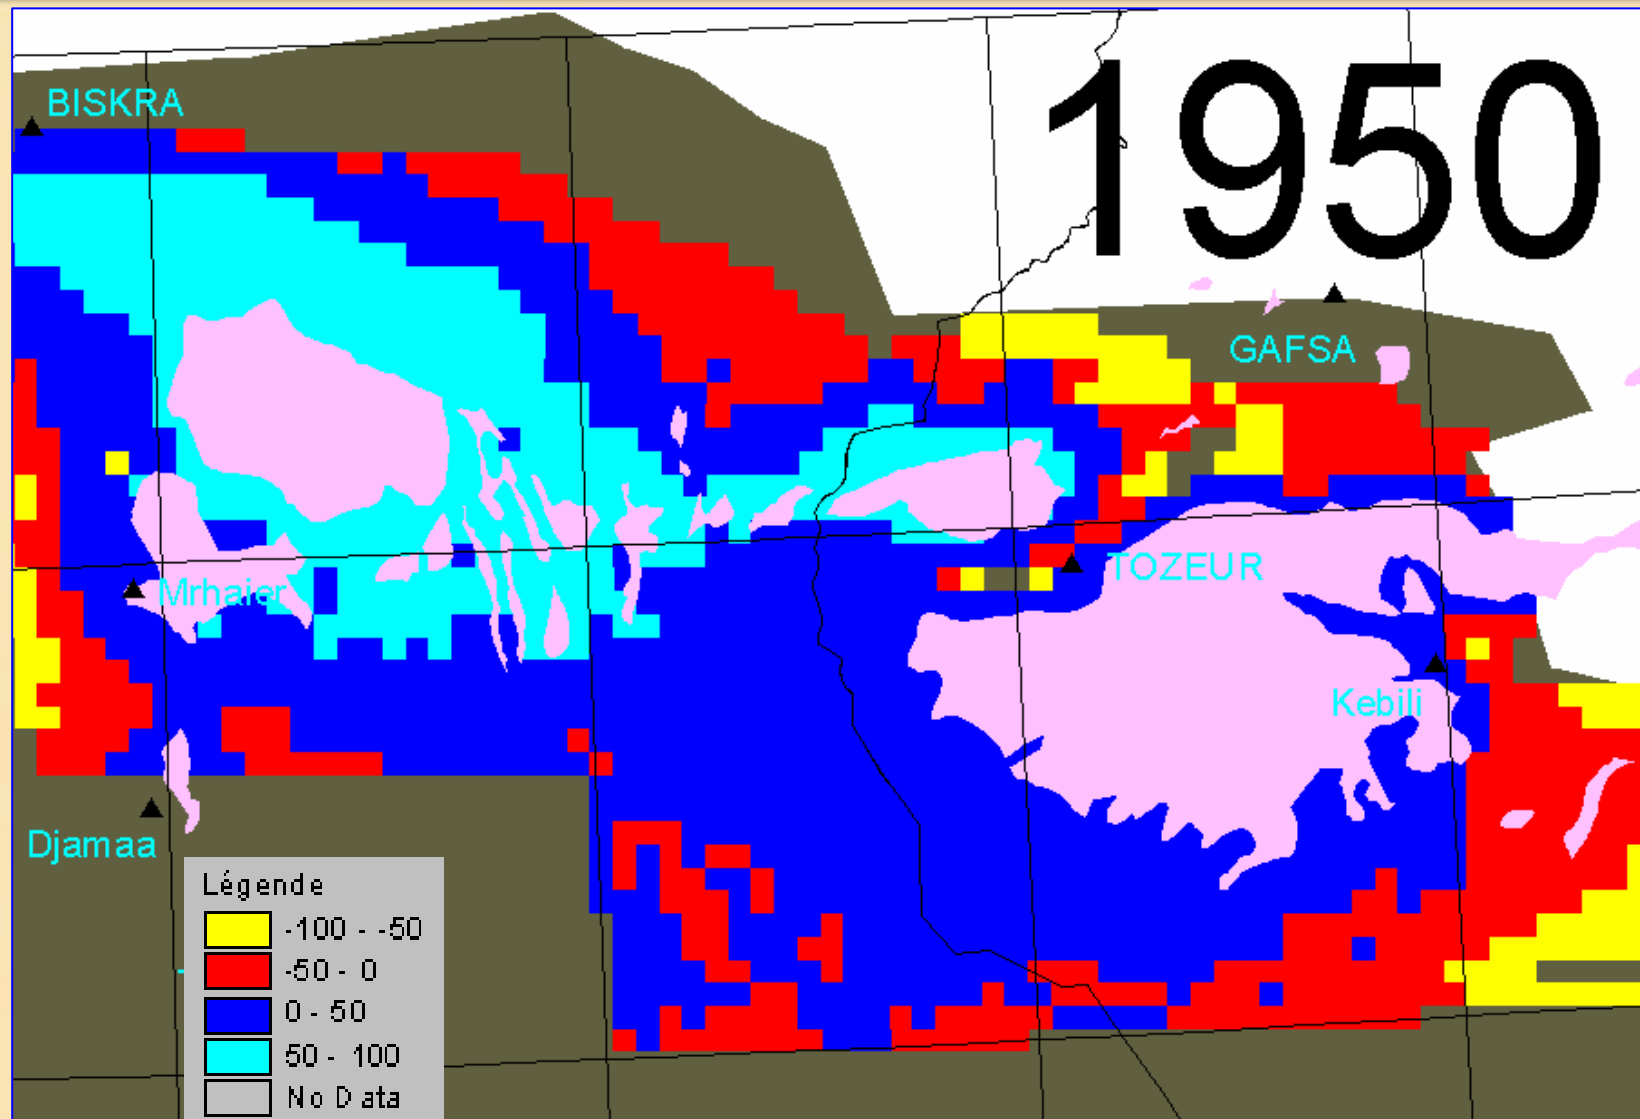 1950
BISKRA
GAFSA
TOZEUR
Mrhaier
Kebili
Djamaa
Légende
-100 - -50
-50 - 0
0 - 50
50 - 100
No Data